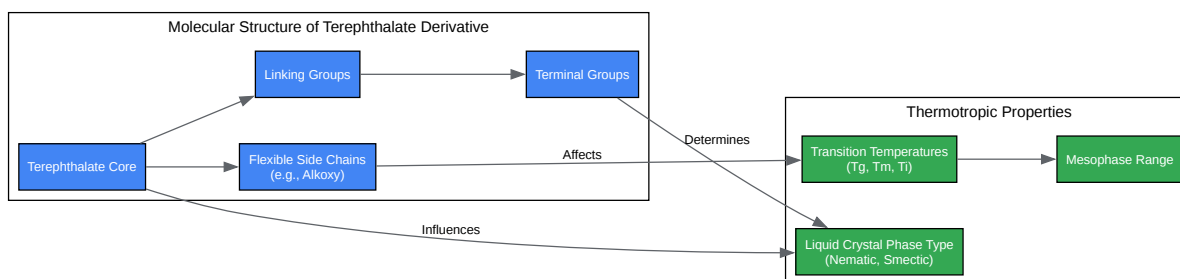 Molecular Structure of Terephthalate Derivative
Linking Groups
Terminal Groups
Terephthalate Core
Flexible Side Chains
(e.g., Alkoxy)
Affects
Determines
Influences
Thermotropic Properties
Transition Temperatures
(Tg, Tm, Ti)
Mesophase Range
Liquid Crystal Phase Type
(Nematic, Smectic)